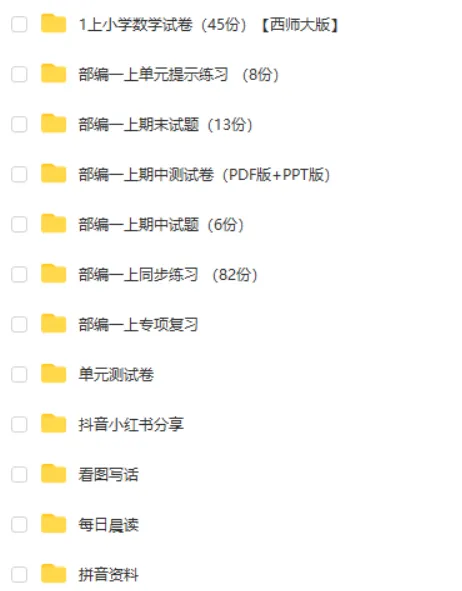 1上小学数学试卷（45份）【西师大版】
部编一上单元提示练习 （8份）
部编一上期末试题（13份）
部编一上期中测试卷（PDF版+PPT版）
部编一上期中试题（6份）
部编一上同步练习 （82份）
部编一上专项复习
单元测试卷
抖音小红书分享
看图写话
每日晨读
拼音资料